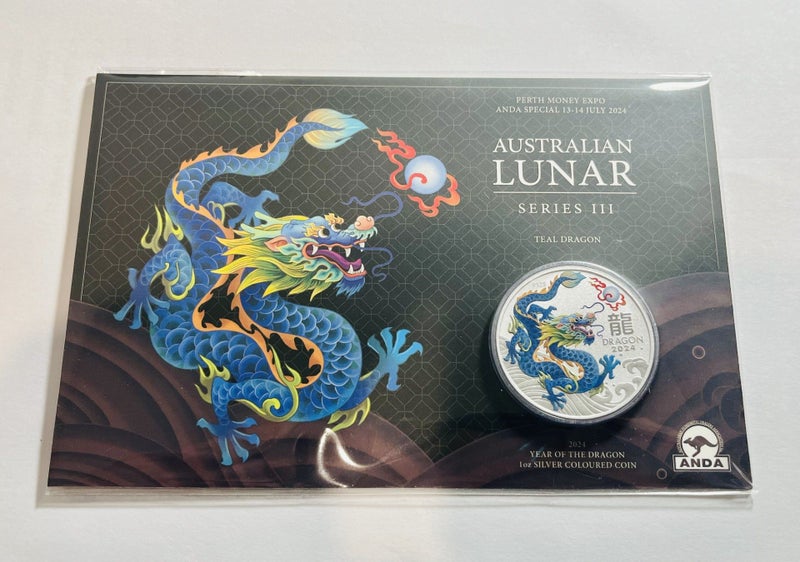 PERTH MONEY EXPO
ANDA SPECIAL 13-14 JULY 2024
AUSTRALIAN
LUNAR
SERIES III
TEAL DRAGON
龍
DRAGON
2024
2024
YEAR OF THE DRAGON
1oz SILVER COLOURED COIN
ANDA